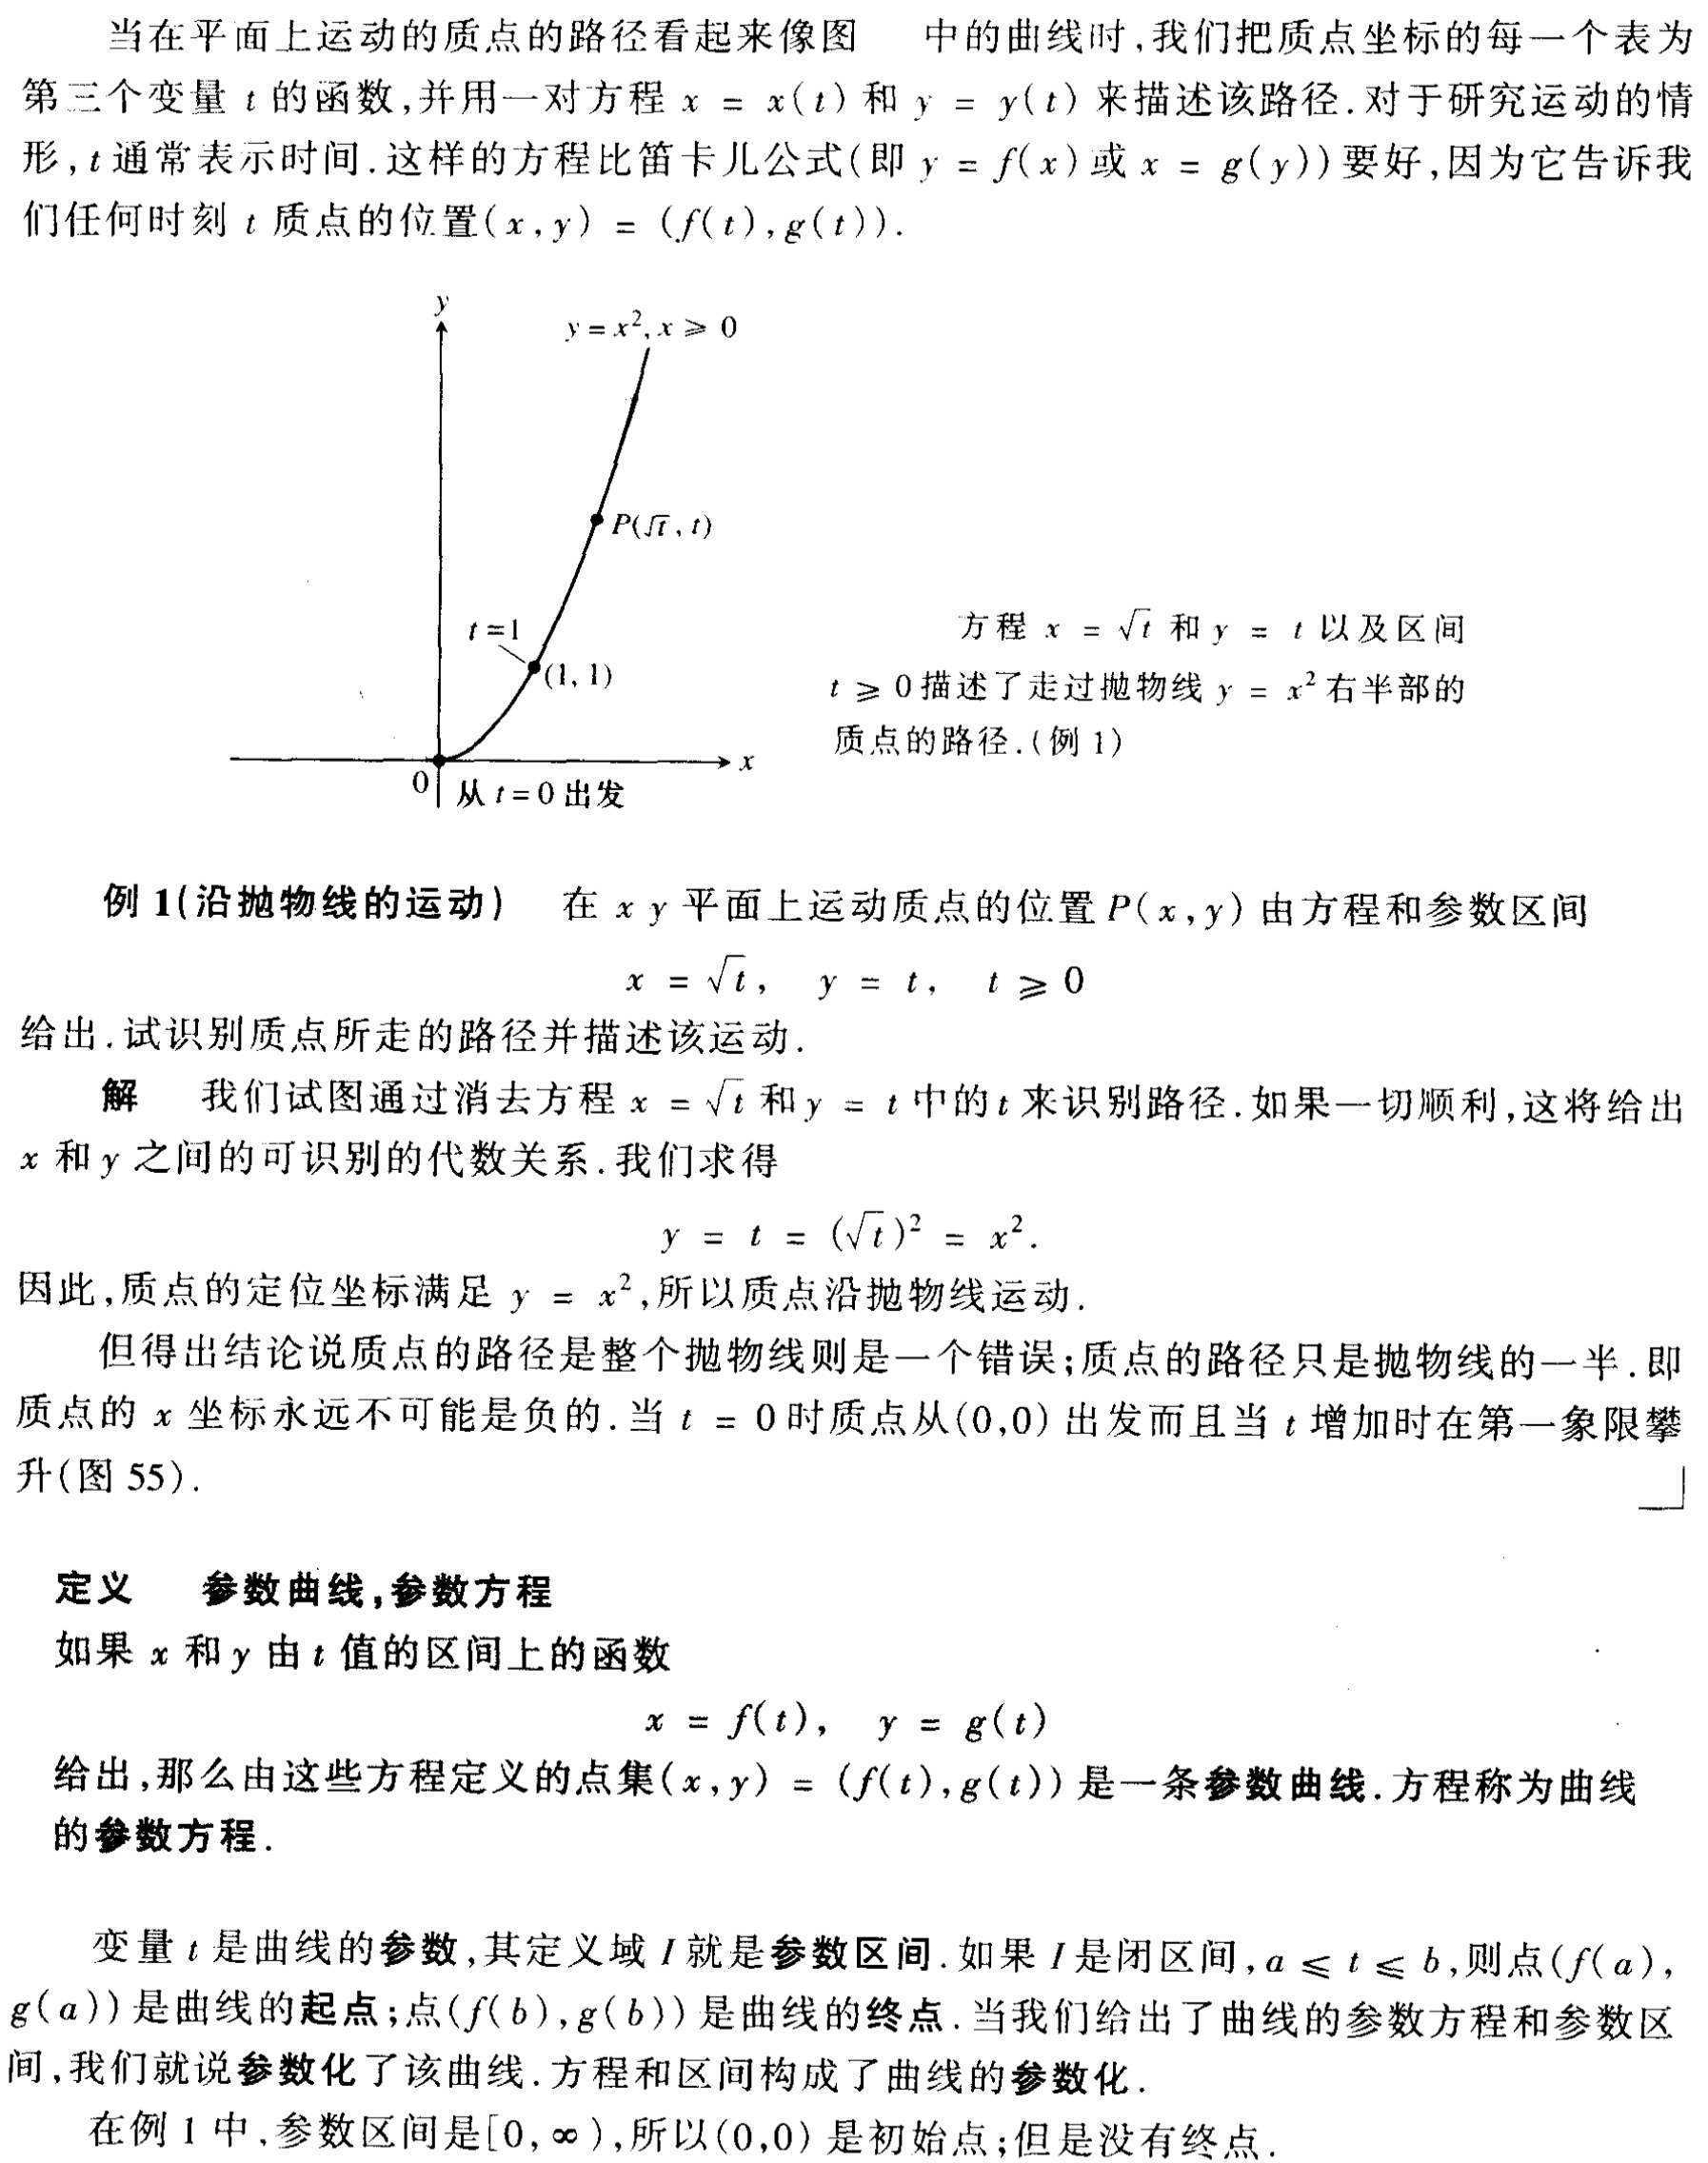 当在平面上运动的质点的路径看起来像图 中的曲线时,我们把质点坐标的每一个表为
第三个变量 t 的函数,并用一对方程 x = x(t) 和 y = y(t) 来描述该路径.对于研究运动的情
形,t 通常表示时间.这样的方程比笛卡儿公式(即 y = f(x) 或 x = g(y))要好,因为它告诉我
们任何时刻 t 质点的位置(x,y) = (f(t),g(t)).
y
y = x², x ≥ 0
P(√t, t)
t = 1
(1, 1)
x
0
从 t = 0 出发
方程 x = √t 和 y = t 以及区间
t ≥ 0 描述了走过抛物线 y = x² 右半部的
质点的路径.(例 1)
例 1(沿抛物线的运动) 在 x y 平面上运动质点的位置 P(x,y) 由方程和参数区间
x = √t, y = t, t ≥ 0
给出.试识别质点所走的路径并描述该运动.
解 我们试图通过消去方程 x = √t 和 y = t 中的 t 来识别路径.如果一切顺利,这将给出
x 和 y 之间的可识别的代数关系.我们求得
y = t = (√t)² = x².
因此,质点的定位坐标满足 y = x²,所以质点沿抛物线运动.
但得出结论说质点的路径是整个抛物线则是一个错误;质点的路径只是抛物线的一半.即
质点的 x 坐标永远不可能是负的.当 t = 0 时质点从(0,0) 出发而且当 t 增加时在第一象限攀
升(图 55).
定义 参数曲线,参数方程
如果 x 和 y 由 t 值的区间上的函数
x = f(t), y = g(t)
给出,那么由这些方程定义的点集(x,y) = (f(t),g(t)) 是一条参数曲线.方程称为曲线
的参数方程.
变量 t 是曲线的参数,其定义域 I 就是参数区间.如果 I 是闭区间,a ≤ t ≤ b,则点(f(a),
g(a)) 是曲线的起点;点(f(b),g(b)) 是曲线的终点.当我们给出了曲线的参数方程和参数区
间,我们就说参数化了该曲线.方程和区间构成了曲线的参数化.
在例 1 中,参数区间是[0,∞),所以(0,0) 是初始点;但是没有终点.